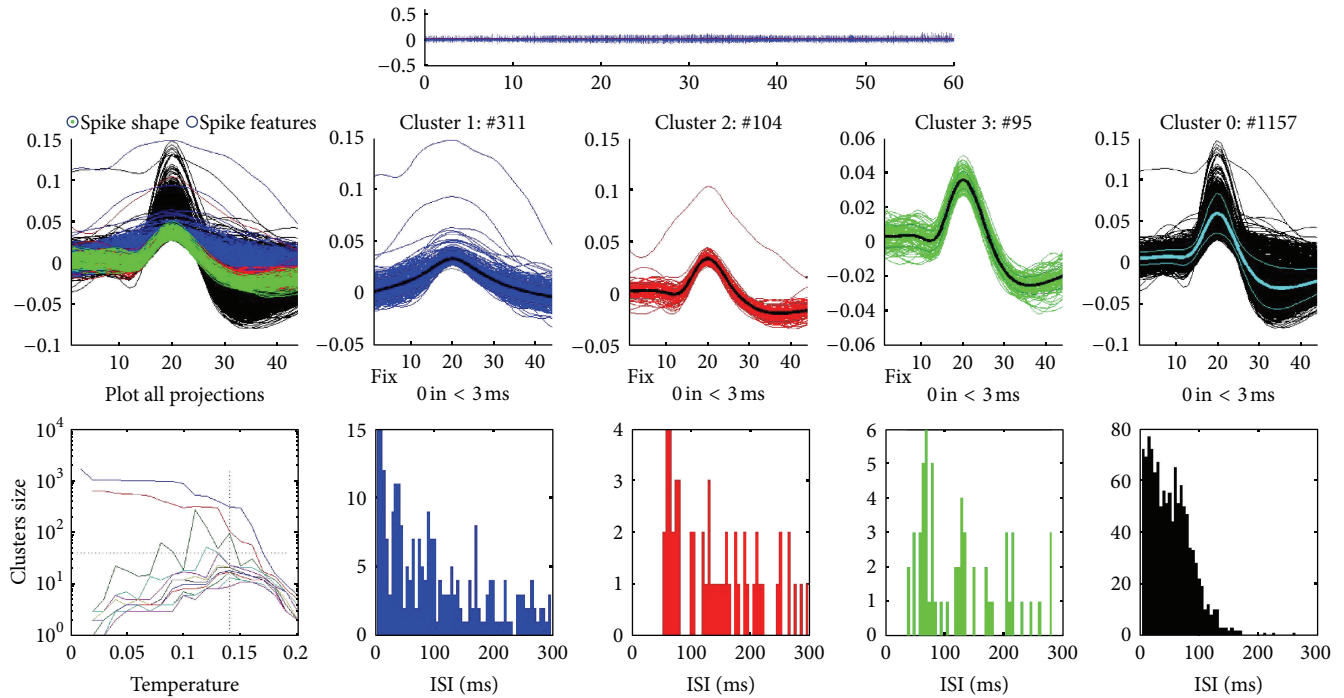 0.5
0
−0.5
0 10 20 30 40 50 60
Spike shape Spike features
Cluster 1: #311
Cluster 2: #104
Cluster 3: #95
Cluster 0: #1157
0.15
0.1
0.05
0
−0.05
−0.1
10 20 30 40
Plot all projections
0.15
0.1
0.05
0
−0.05
10 20 30 40
Fix
0.15
0.1
0.05
0
−0.05
10 20 30 40
Fix
0 in < 3 ms
0.06
0.04
0.02
0
−0.02
−0.04
−0.06
10 20 30 40
Fix
0 in < 3 ms
0.15
0.1
0.05
0
−0.05
−0.1
10 20 30 40
0 in < 3 ms
10^4
10^3
10^2
10^1
10^0
Clusters size
0 0.05 0.1 0.15 0.2
Temperature
15
10
5
0
0 100 200 300
ISI (ms)
4
3
2
1
0
0 100 200 300
ISI (ms)
6
5
4
3
2
1
0
0 100 200 300
ISI (ms)
80
60
40
20
0
0 100 200 300
ISI (ms)